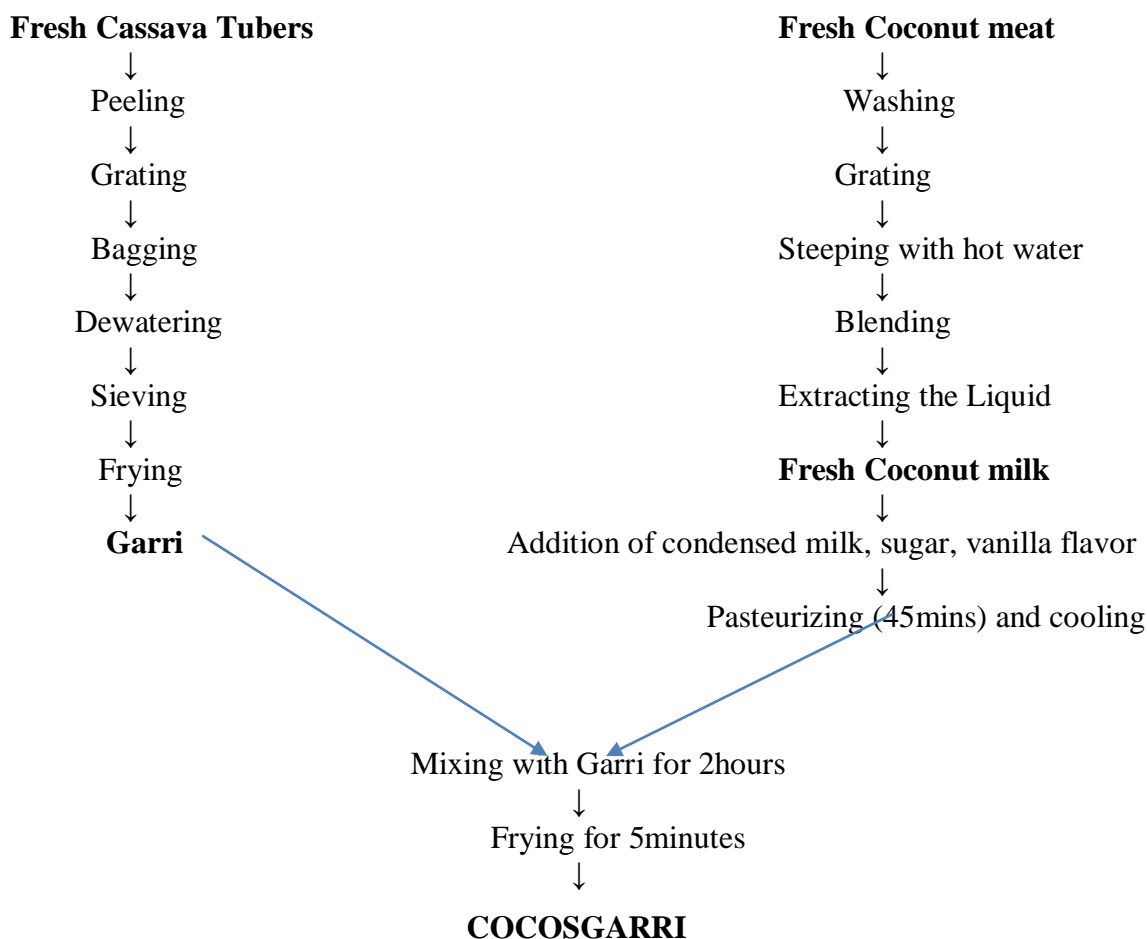 Fresh Cassava Tubers
↓
Peeling
↓
Grating
↓
Bagging
↓
Dewatering
↓
Sieving
↓
Frying
↓
Garri
Fresh Coconut meat
↓
Washing
↓
Grating
↓
Steeping with hot water
↓
Blending
↓
Extracting the Liquid
↓
Fresh Coconut milk
↓
Addition of condensed milk, sugar, vanilla flavor
↓
Pasteurizing (45mins) and cooling
Mixing with Garri for 2hours
↓
Frying for 5minutes
↓
COCOSGARRI